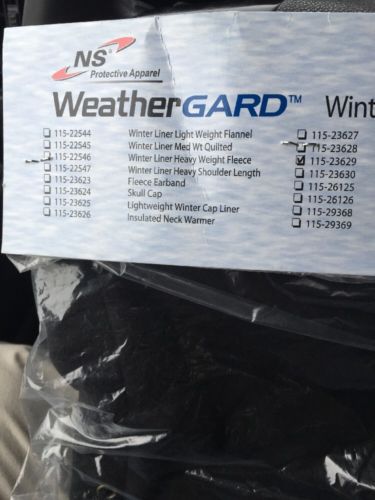 NS®
Protective Apparel
WeatherGARD™ Wint
115-22544 Winter Liner Light Weight Flannel 115-23627
115-22545 Winter Liner Med Wt Quilted 115-23628
115-22546 Winter Liner Heavy Weight Fleece 115-23629
115-22547 Winter Liner Heavy Shoulder Length 115-23630
115-23623 Fleece Earband 115-26125
115-23624 Skull Cap 115-26126
115-23625 Lightweight Winter Cap Liner 115-29368
115-23626 Insulated Neck Warmer 115-29369